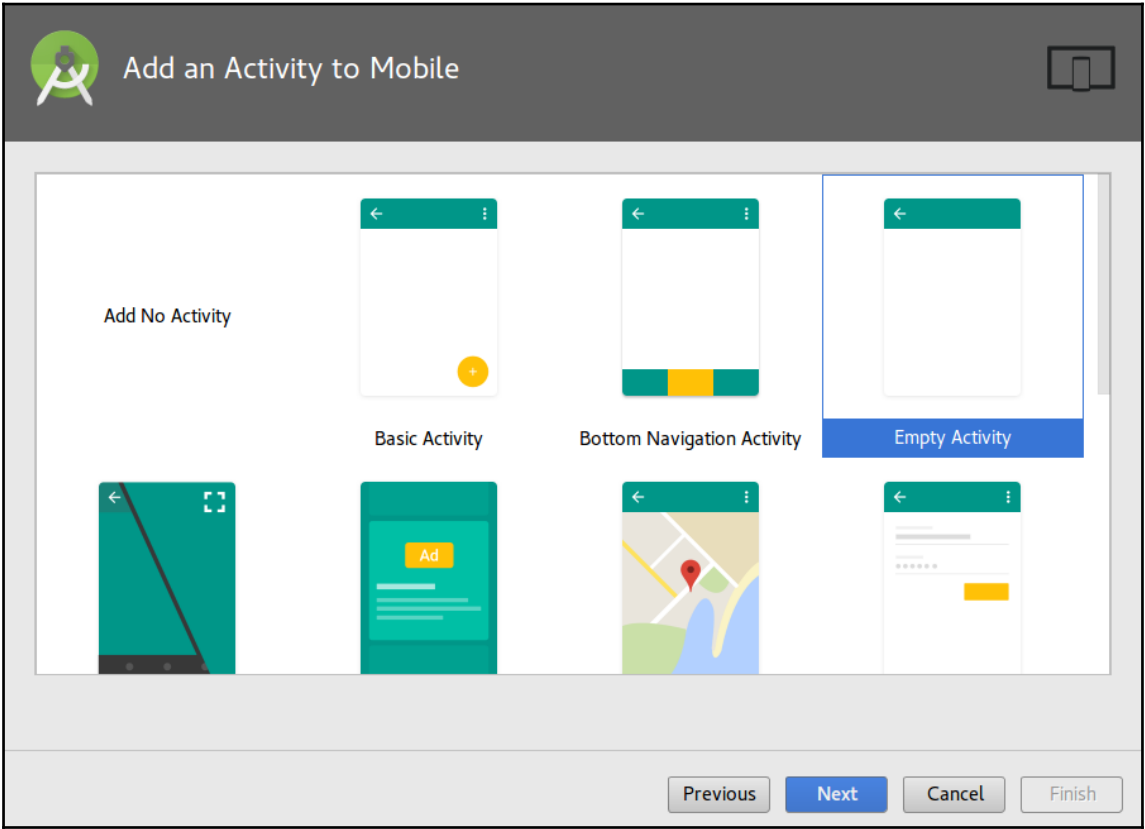 Add an Activity to Mobile
Add No Activity
Basic Activity
Bottom Navigation Activity
Empty Activity
Ad
Previous
Next
Cancel
Finish